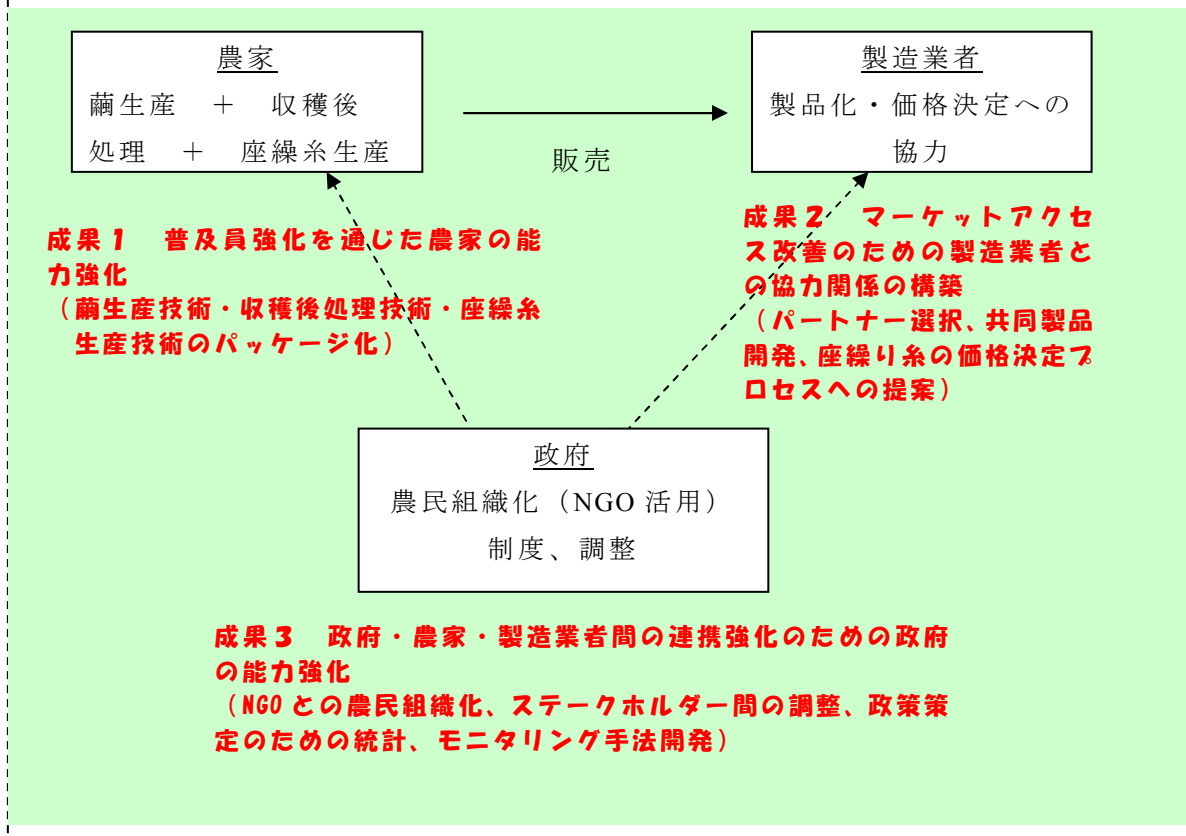 農家
繭生産 + 収穫後
処理 + 座繰糸生産
販売
製造業者
製品化・価格決定への
協力
成果1 普及員強化を通じた農家の能
力強化
(繭生産技術・収穫後処理技術・座繰糸
生産技術のパッケージ化)
成果2 マーケットアクセ
ス改善のための製造業者と
の協力関係の構築
(パートナー選択、共同製品
開発、座繰り糸の価格決定プ
ロセスへの提案)
政府
農民組織化(NGO 活用)
制度、調整
成果3 政府・農家・製造業者間の連携強化のための政府
の能力強化
(NGOとの農民組織化、ステークホルダー間の調整、政策策
定のための統計、モニタリング手法開発)